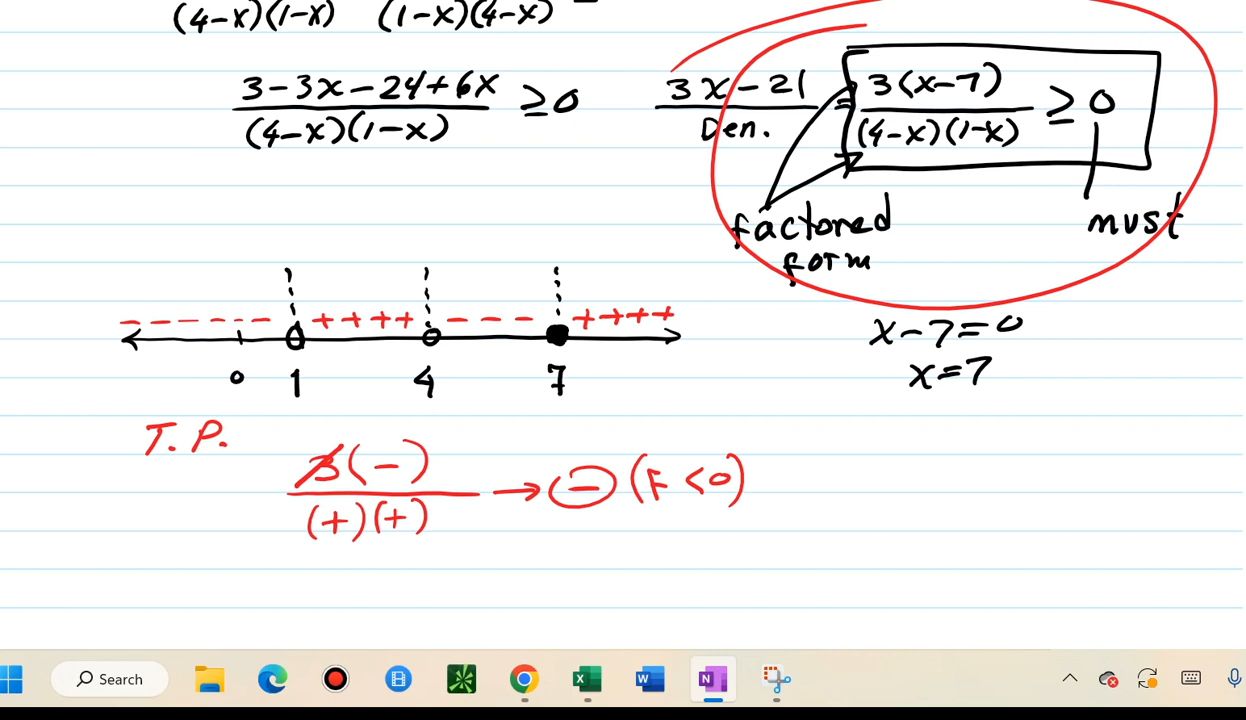 (4-x)(1-x) (1-x)(4-x)
3-3x-24+6x / (4-x)(1-x) ≥0 3x-21 / Den. = 3(x-7) / (4-x)(1-x) ≥ 0
factored form must
- - - - - - - + + + + - - - - + + + +
0 1 4 7
x-7=0
x=7
T. P.
3(-) / (+)(+) → - (F <0)
Search